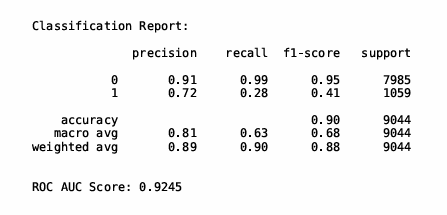 Classification Report:
precision recall f1-score support
0 0.91 0.99 0.95 7985
1 0.72 0.28 0.41 1059
accuracy 0.90 9044
macro avg 0.81 0.63 0.68 9044
weighted avg 0.89 0.90 0.88 9044
ROC AUC Score: 0.9245